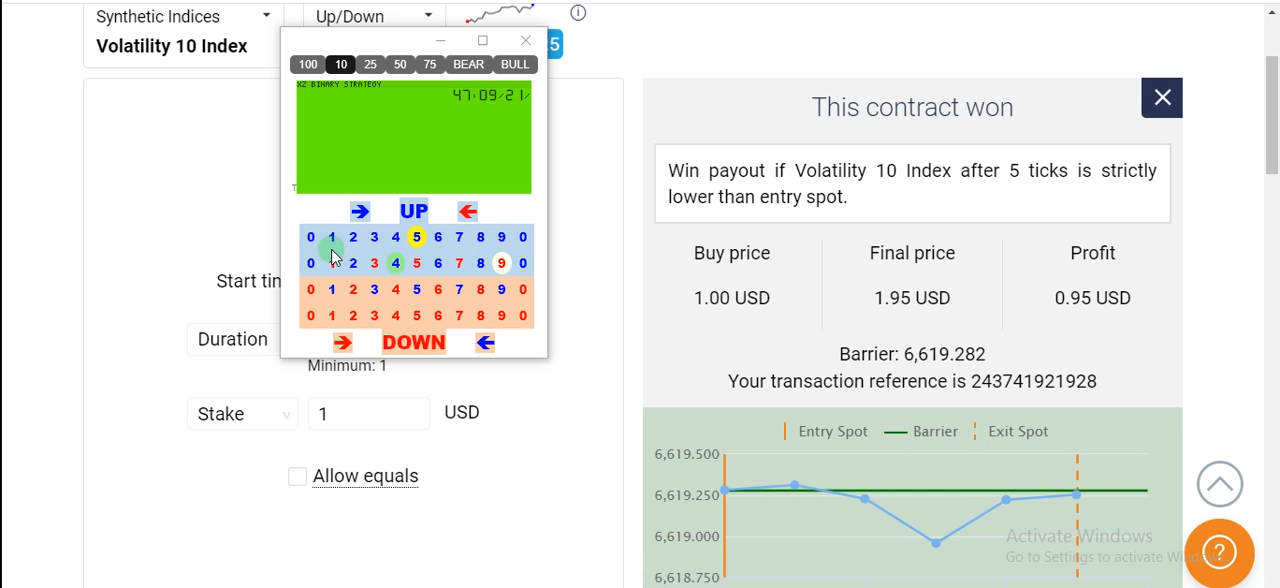 Synthetic Indices
Up/Down
Volatility 10 Index
5
100 10 25 50 75 BEAR BULL
X2 BINARY STRATEGY
47:09/21/
T
UP
0 1 2 3 4 5 6 7 8 9 0
0 2 3 4 5 6 7 8 9 0
0 1 2 3 4 5 6 7 8 9 0
0 1 2 3 4 5 6 7 8 9 0
DOWN
Start tim
Duration
Minimum: 1
Stake
1
USD
Allow equals
This contract won
Win payout if Volatility 10 Index after 5 ticks is strictly
lower than entry spot.
Buy price Final price Profit
1.00 USD 1.95 USD 0.95 USD
Barrier: 6,619.282
Your transaction reference is 243741921928
Entry Spot Barrier Exit Spot
6,619.500
6,619.250
6,619.000
6,618.750
Activate Windows
Go to Settings to activate Windows.
?